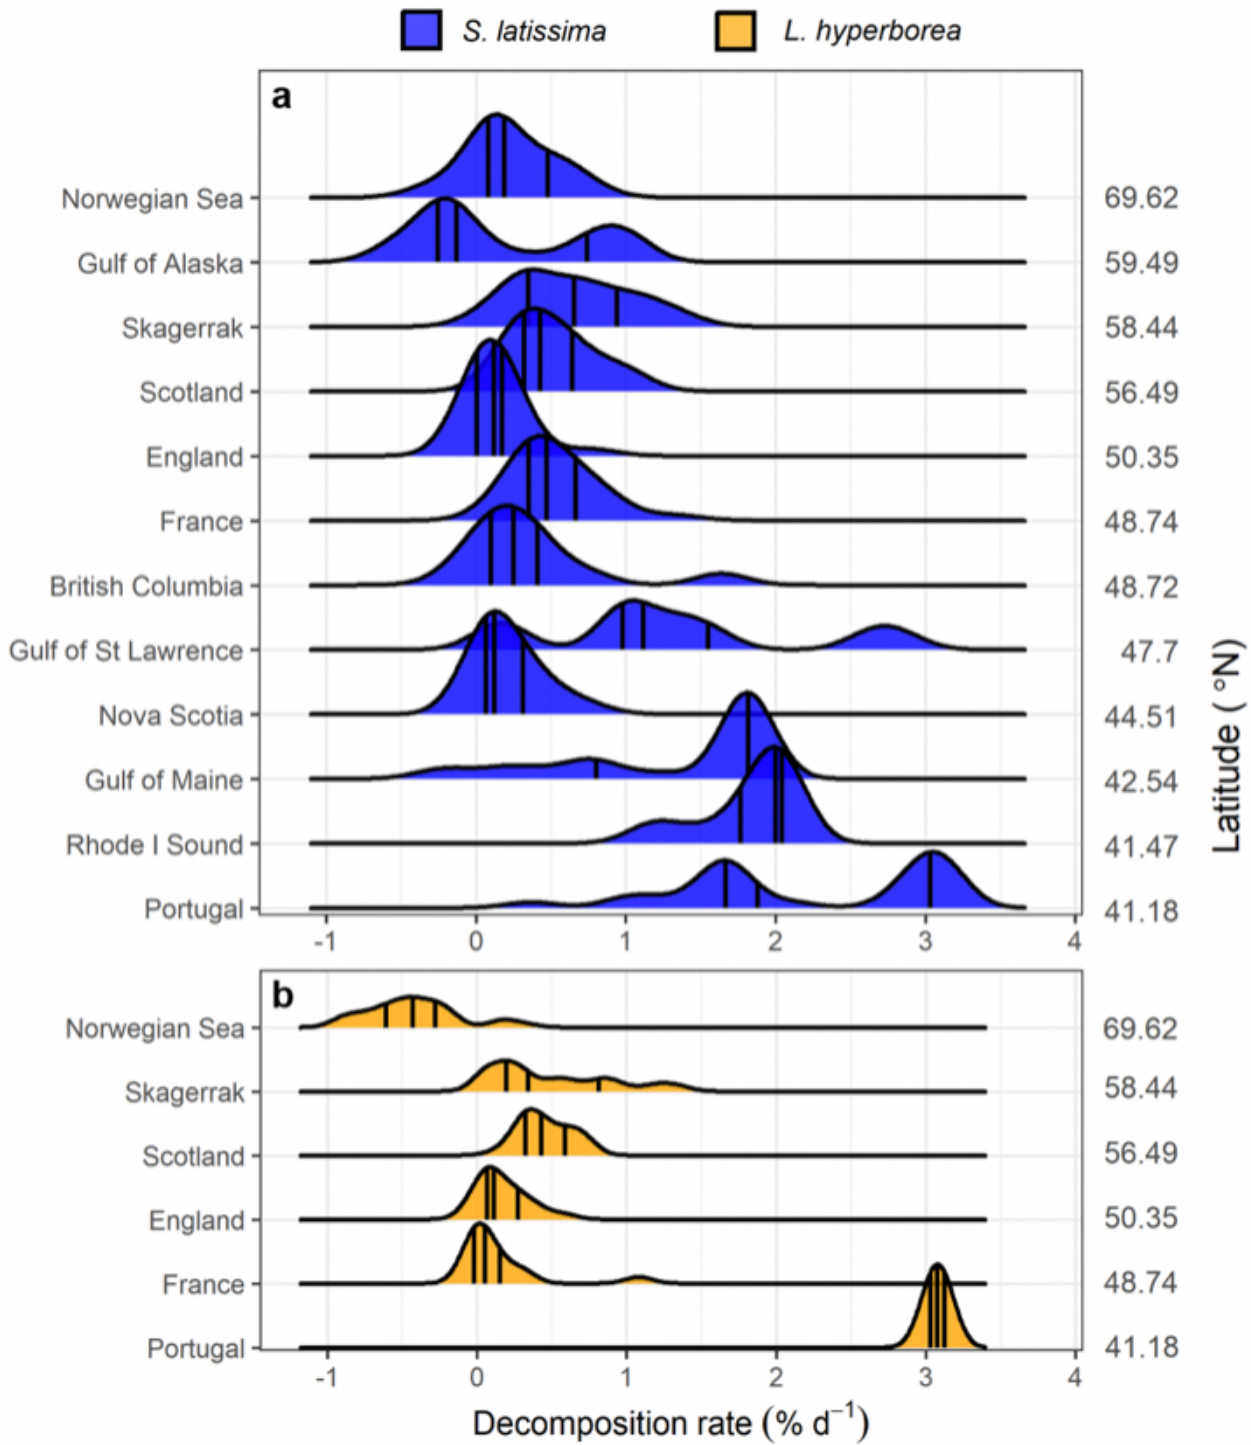 S. latissima L. hyperborea
a
Norwegian Sea 69.62
Gulf of Alaska 59.49
Skagerrak 58.44
Scotland 56.49
England 50.35
France 48.74
British Columbia 48.72
Gulf of St Lawrence 47.7
Nova Scotia 44.51
Gulf of Maine 42.54
Rhode I Sound 41.47
Portugal 41.18
-1 0 1 2 3 4
b
Norwegian Sea 69.62
Skagerrak 58.44
Scotland 56.49
England 50.35
France 48.74
Portugal 41.18
-1 0 1 2 3 4
Decomposition rate (% d⁻¹)
Latitude ( °N)